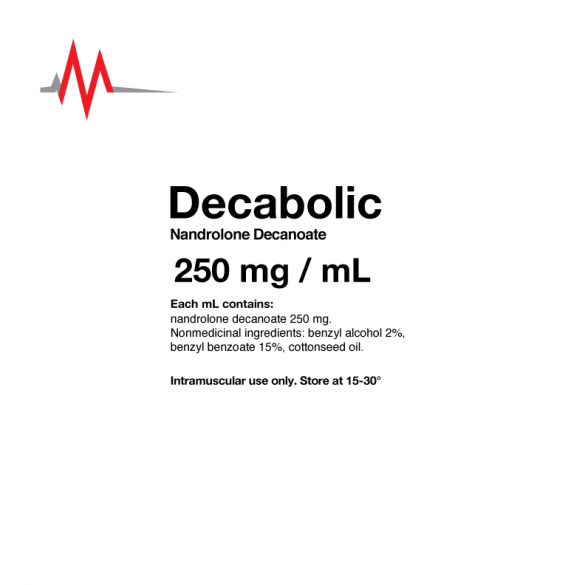 Decabolic
Nandrolone Decanoate
250 mg / mL
Each mL contains:
nandrolone decanoate 250 mg.
Nonmedicinal ingredients: benzyl alcohol 2%,
benzyl benzoate 15%, cottonseed oil.
Intramuscular use only. Store at 15-30°